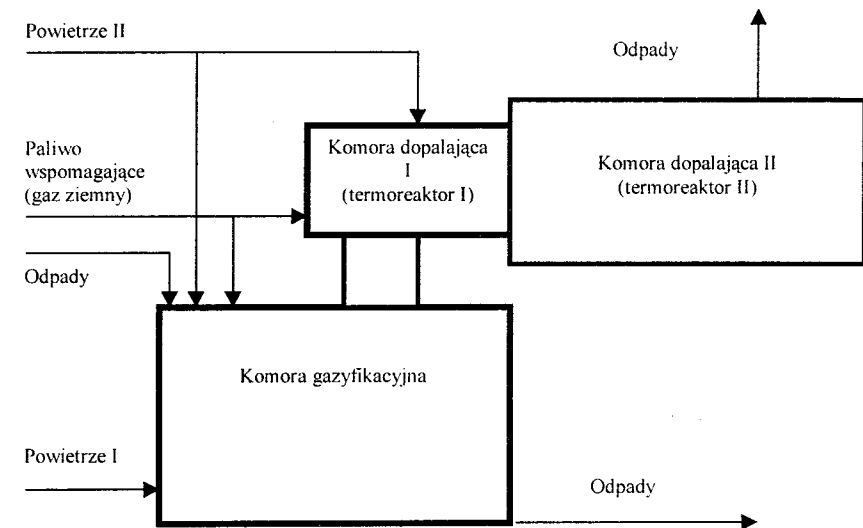 Powietrze II
Odpady
Komora dopalająca
I
(termoreaktor I)
Komora dopalająca II
(termoreaktor II)
Paliwo
wspomagające
(gaz ziemny)
Odpady
Komora gazyfikacyjna
Powietrze I
Odpady